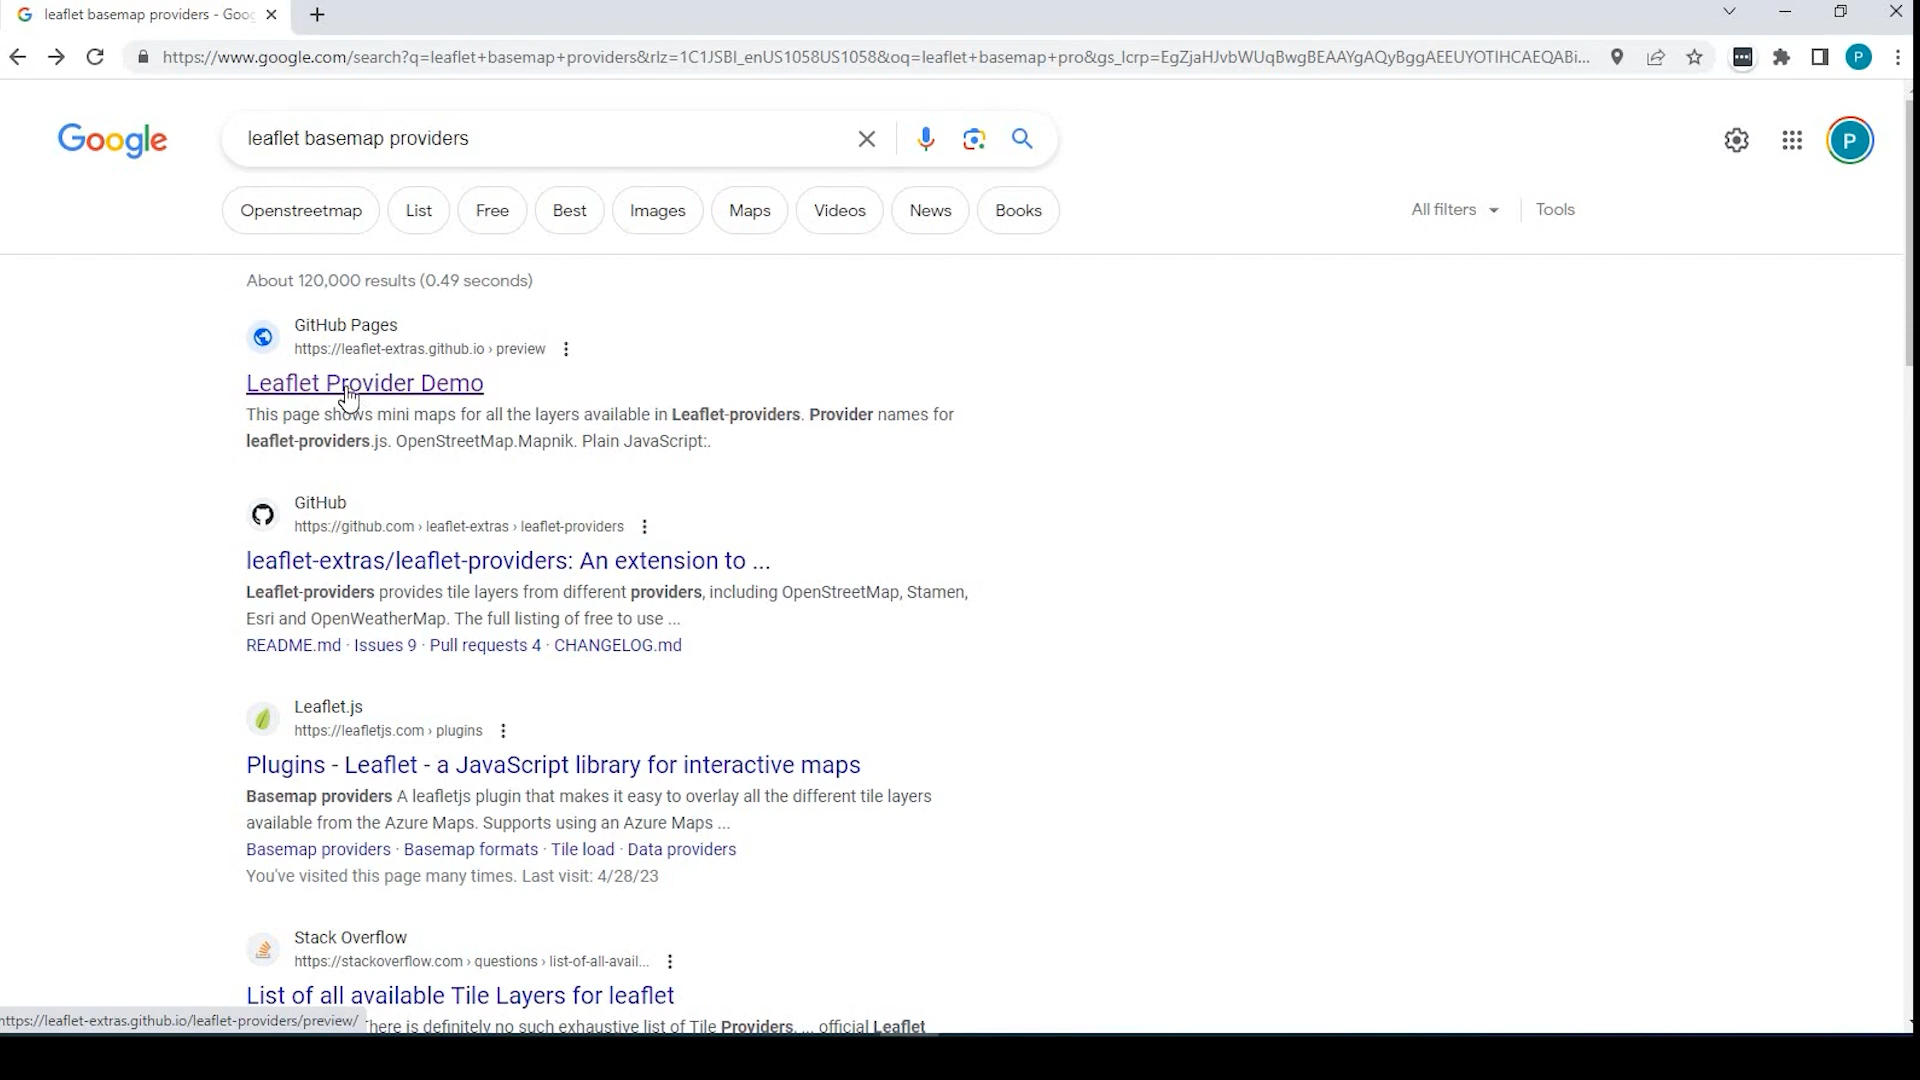 leaflet basemap providers - Goo
https://www.google.com/search?q=leaflet+basemap+providers&rlz=1C1JSBI_enUS1058US1058&oq=leaflet+basemap+pro&gs_lcrp=EgZjaHJvbWUqBwgBEAAYgAQyBggAEEUYOTIHCAEQABi...
P
Google
leaflet basemap providers
P
Openstreetmap
List
Free
Best
Images
Maps
Videos
News
Books
All filters
Tools
About 120,000 results (0.49 seconds)
GitHub Pages
https://leaflet-extras.github.io › preview
Leaflet Provider Demo
This page shows mini maps for all the layers available in Leaflet-providers. Provider names for
leaflet-providers.js. OpenStreetMap.Mapnik. Plain JavaScript:.
GitHub
https://github.com › leaflet-extras › leaflet-providers
leaflet-extras/leaflet-providers: An extension to ...
Leaflet-providers provides tile layers from different providers, including OpenStreetMap, Stamen,
Esri and OpenWeatherMap. The full listing of free to use ...
README.md · Issues 9 · Pull requests 4 · CHANGELOG.md
Leaflet.js
https://leafletjs.com › plugins
Plugins - Leaflet - a JavaScript library for interactive maps
Basemap providers A leafletjs plugin that makes it easy to overlay all the different tile layers
available from the Azure Maps. Supports using an Azure Maps ...
Basemap providers · Basemap formats · Tile load · Data providers
You've visited this page many times. Last visit: 4/28/23
Stack Overflow
https://stackoverflow.com › questions › list-of-all-avail...
List of all available Tile Layers for leaflet
https://leaflet-extras.github.io/leaflet-providers/preview/
here is definitely no such exhaustive list of Tile Providers. ... official Leaflet